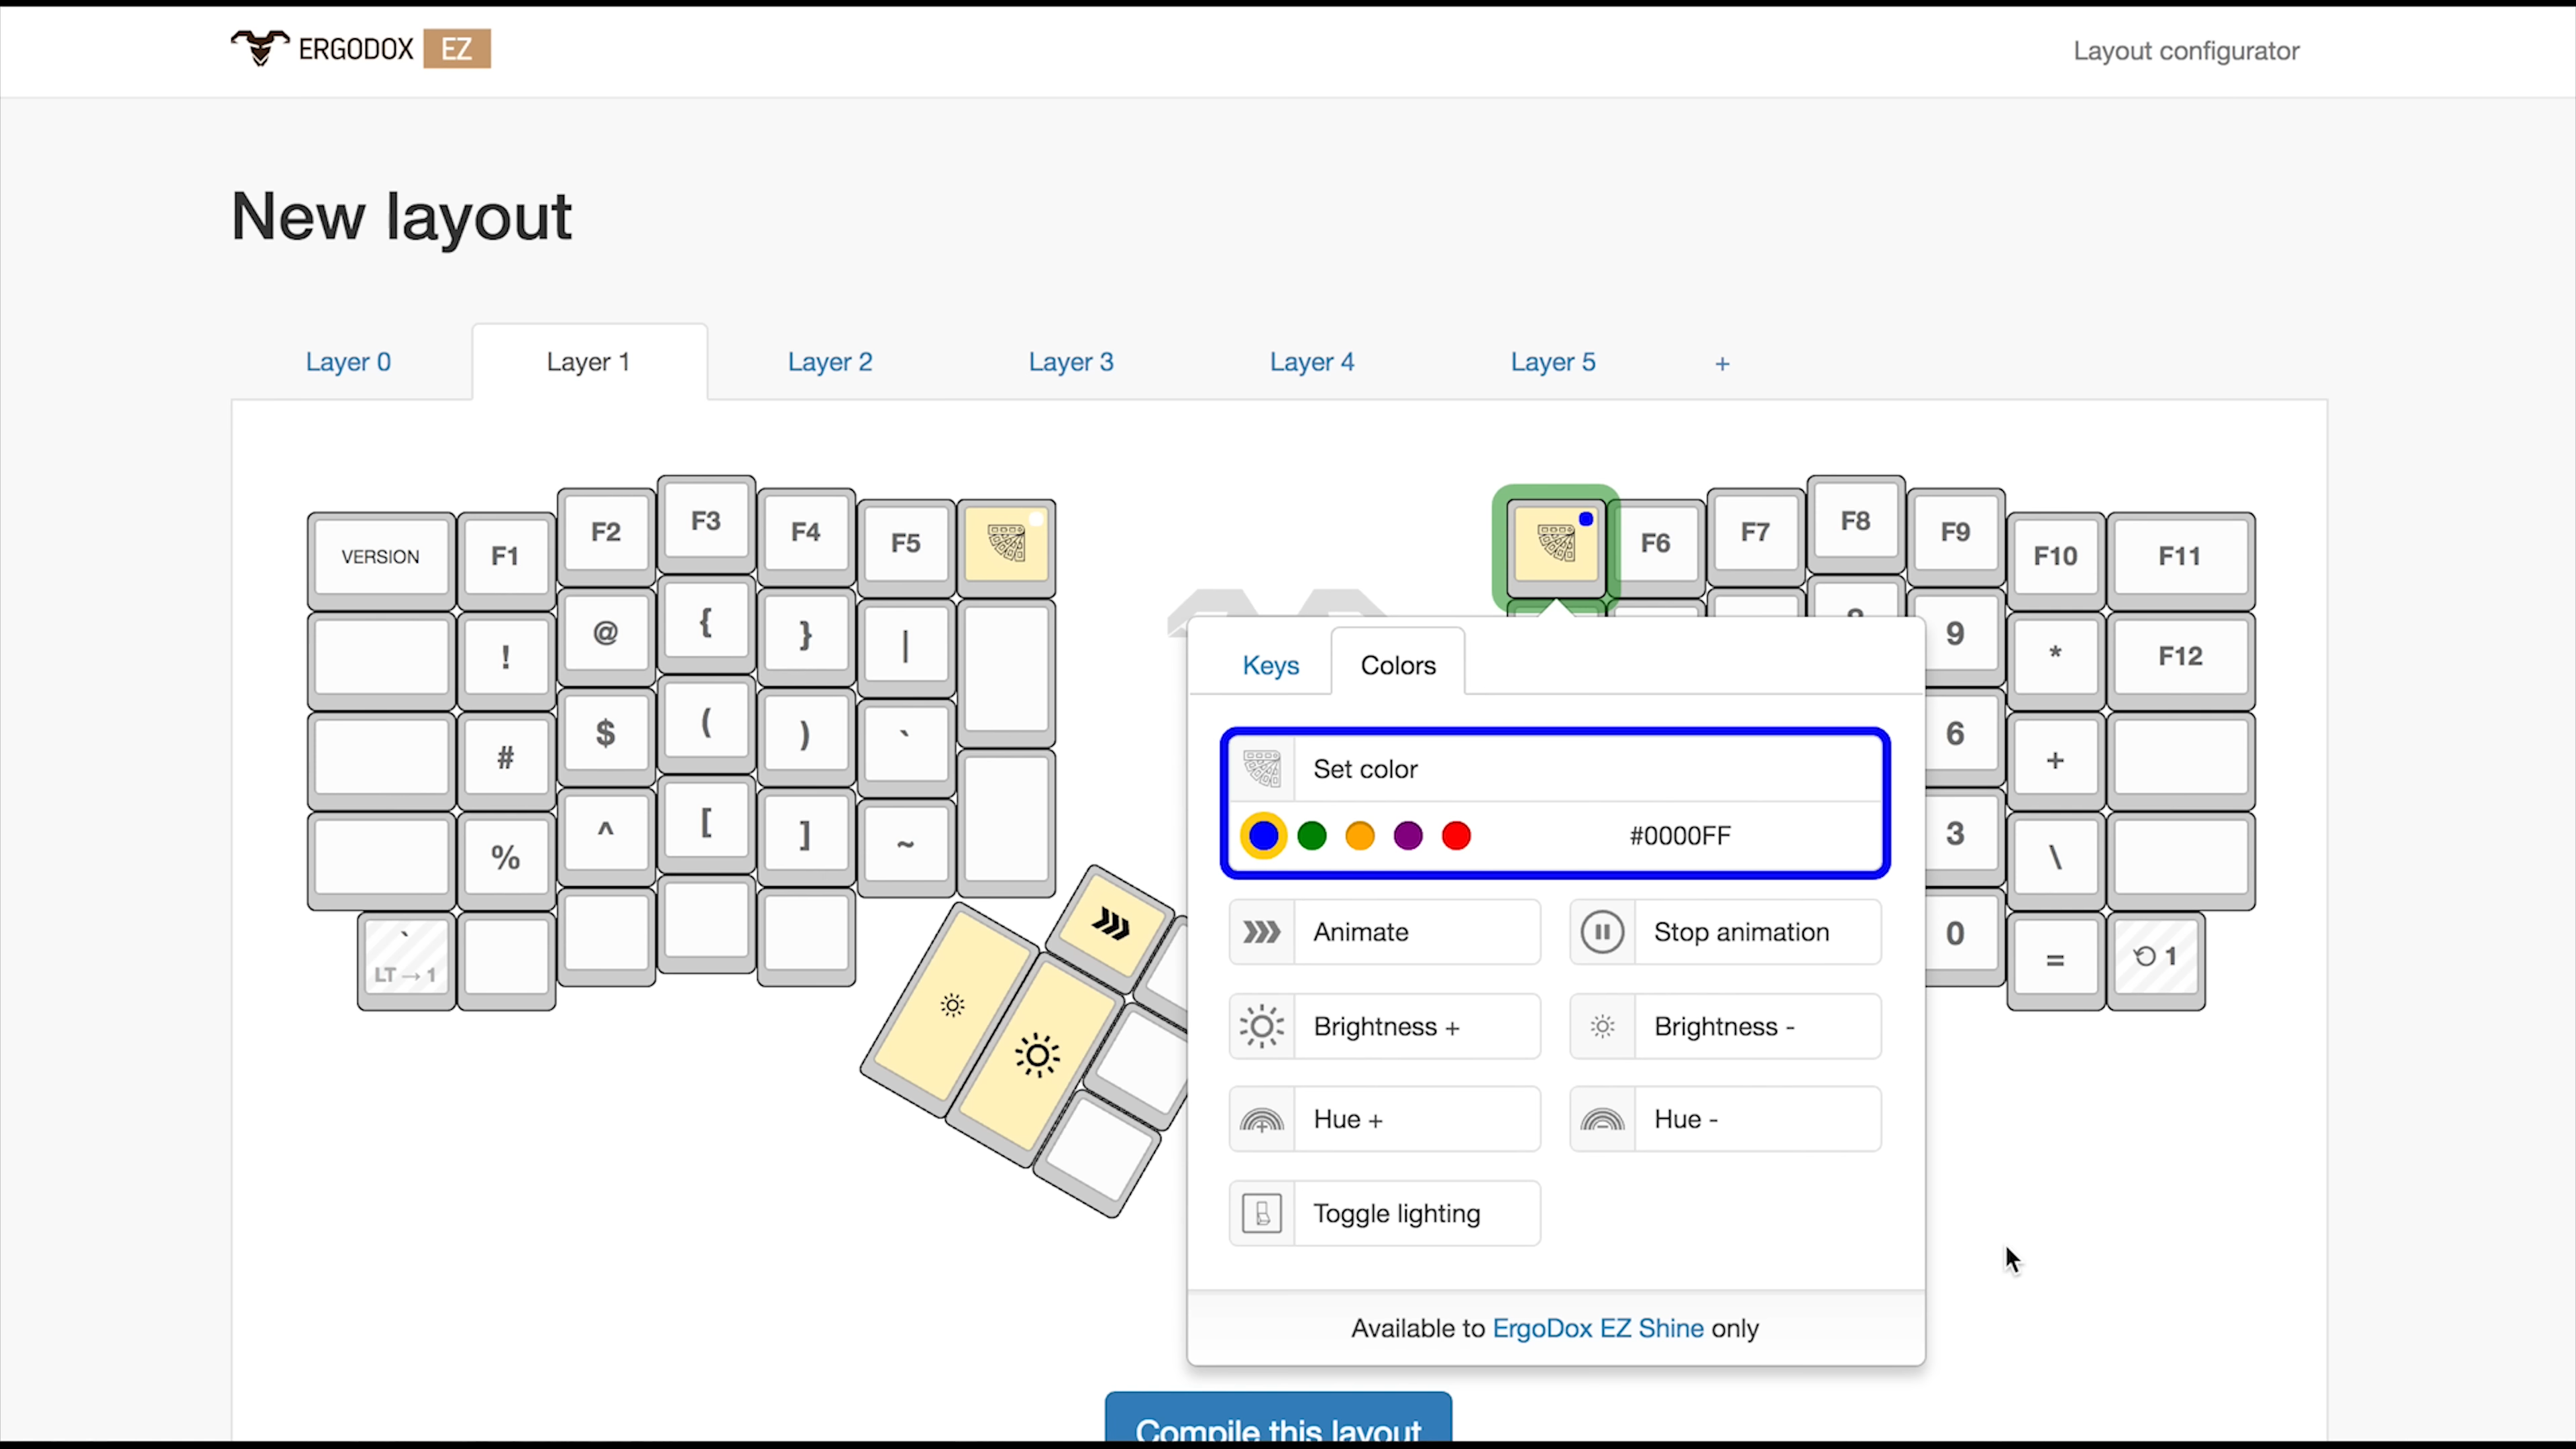 ERGODOX EZ
Layout configurator
New layout
Layer 0 Layer 1 Layer 2 Layer 3 Layer 4 Layer 5 +
VERSION F1 F2 F3 F4 F5 F6 F7 F8 F9 F10 F11
! @ { } | 9 * F12
# $ ( ) ` 6 +
% ^ [ ] ~ 3 \
` 0 = 1
LT → 1
Keys Colors
Set color
#0000FF
Animate Stop animation
Brightness + Brightness -
Hue + Hue -
Toggle lighting
Available to ErgoDox EZ Shine only
Compile this layout